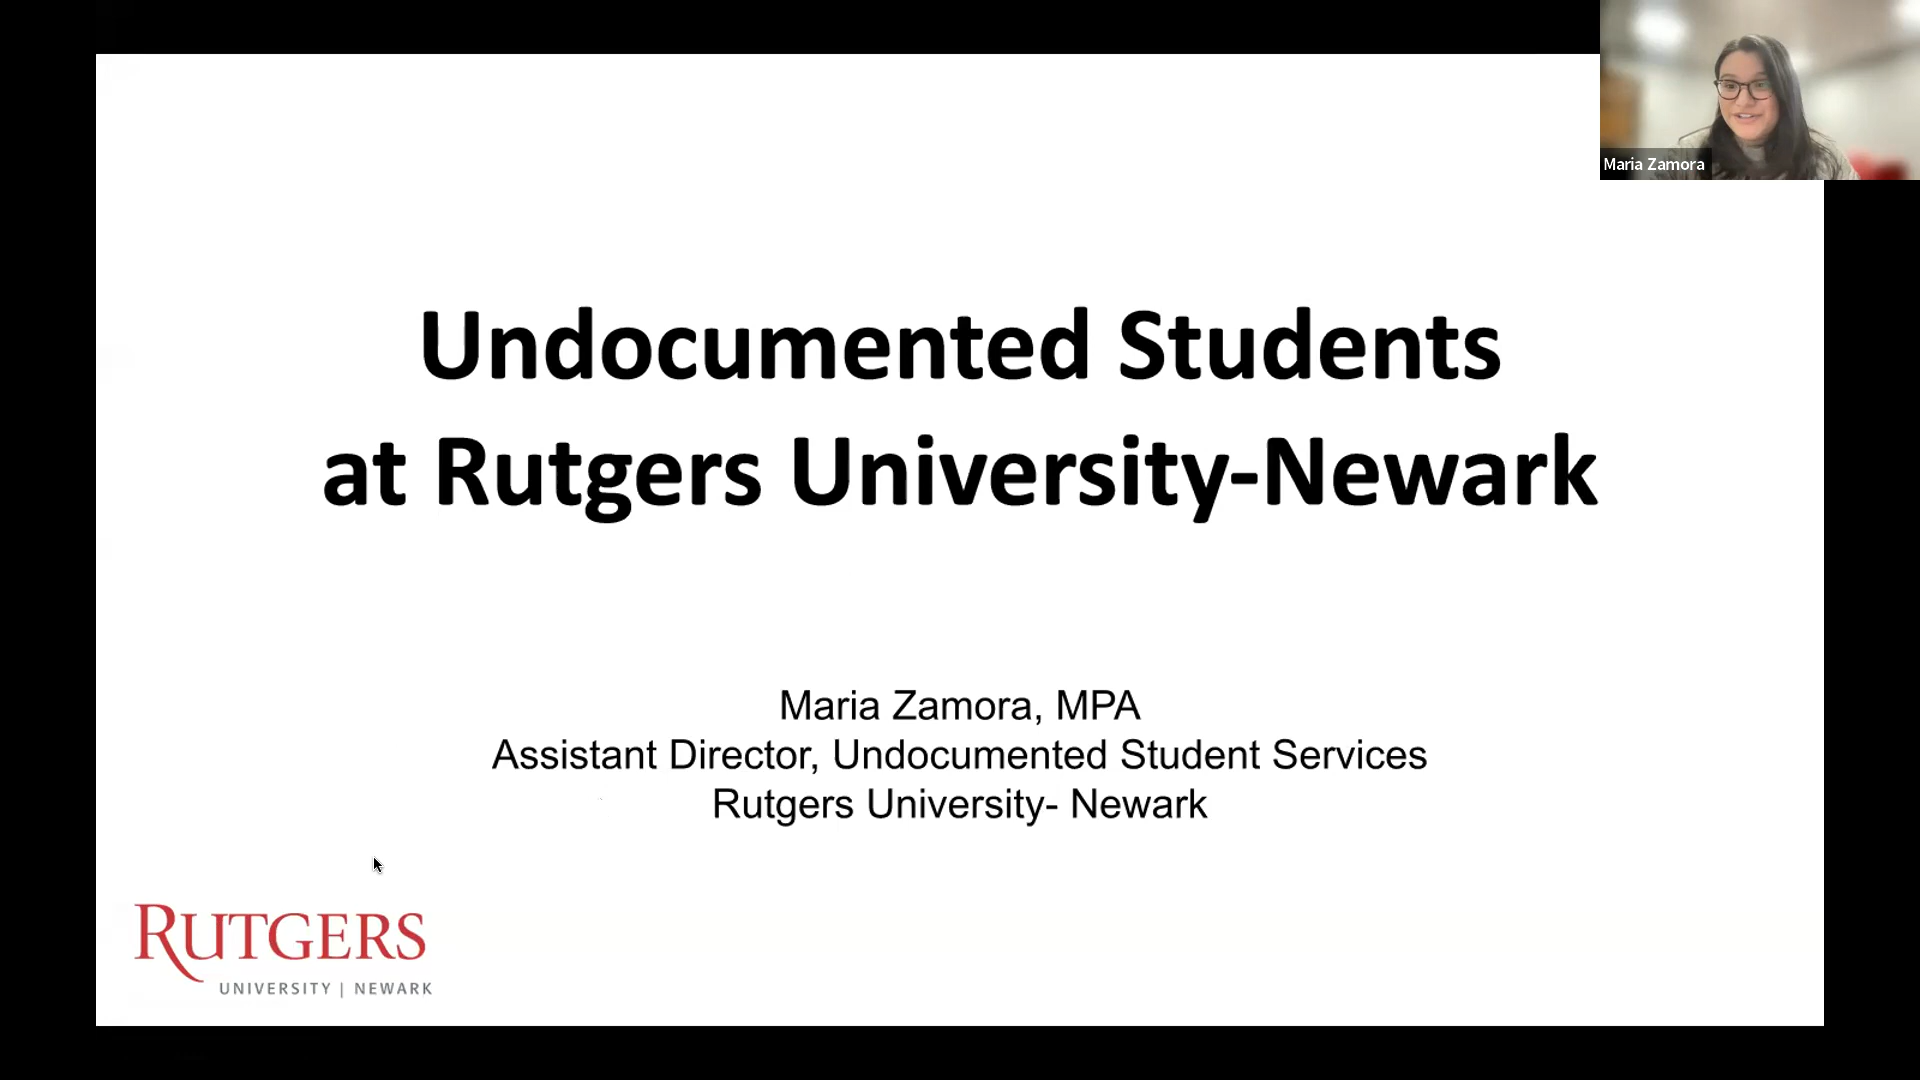 Maria Zamora
Undocumented Students
at Rutgers University-Newark
Maria Zamora, MPA
Assistant Director, Undocumented Student Services
Rutgers University- Newark
RUTGERS
UNIVERSITY | NEWARK